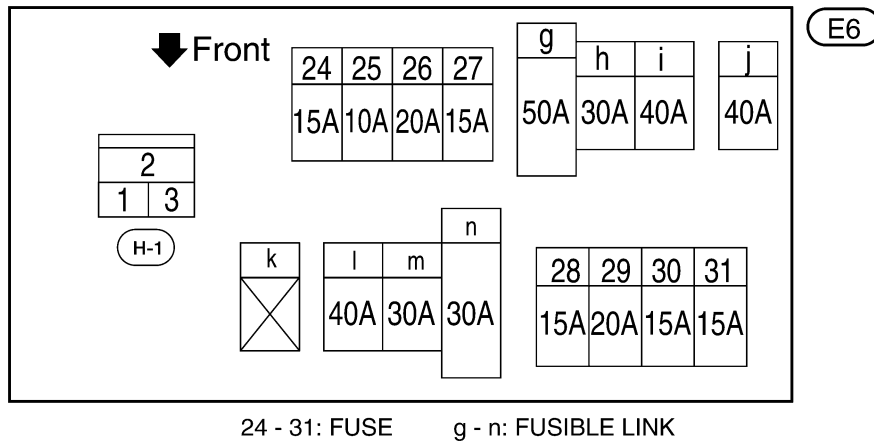 E6
Front
g
h i j
24 25 26 27
15A 10A 20A 15A
50A 30A 40A 40A
2
1 3
H-1
n
k l m
28 29 30 31
40A 30A 30A
15A 20A 15A 15A
24 - 31: FUSE g - n: FUSIBLE LINK